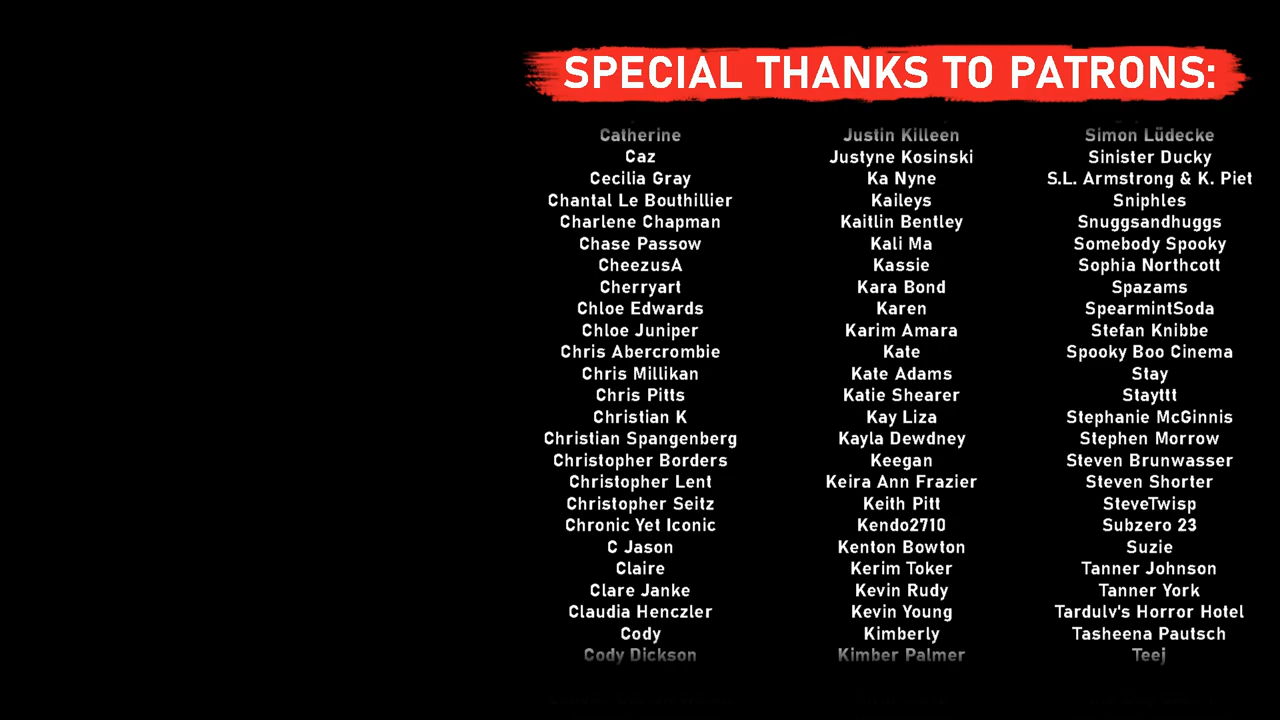 SPECIAL THANKS TO PATRONS:
Catherine
Caz
Cecilia Gray
Chantal Le Bouthillier
Charlene Chapman
Chase Passow
CheezusA
Cherryart
Chloe Edwards
Chloe Juniper
Chris Abercrombie
Chris Millikan
Chris Pitts
Christian K
Christian Spangenberg
Christopher Borders
Christopher Lent
Christopher Seitz
Chronic Yet Iconic
C Jason
Claire
Clare Janke
Claudia Henczler
Cody
Cody Dickson
Justin Killeen
Justyne Kosinski
Ka Nyne
Kaileys
Kaitlin Bentley
Kali Ma
Kassie
Kara Bond
Karen
Karim Amara
Kate
Kate Adams
Katie Shearer
Kay Liza
Kayla Dewdney
Keegan
Keira Ann Frazier
Keith Pitt
Kendo2710
Kenton Bowton
Kerim Toker
Kevin Rudy
Kevin Young
Kimberly
Kimber Palmer
Simon Lüdecke
Sinister Ducky
S.L. Armstrong & K. Piet
Sniphles
Snuggsandhuggs
Somebody Spooky
Sophia Northcott
Spazams
SpearmintSoda
Stefan Knibbe
Spooky Boo Cinema
Stay
Stayttt
Stephanie McGinnis
Stephen Morrow
Steven Brunwasser
Steven Shorter
SteveTwisp
Subzero 23
Suzie
Tanner Johnson
Tanner York
Tardulv's Horror Hotel
Tasheena Pautsch
Teej